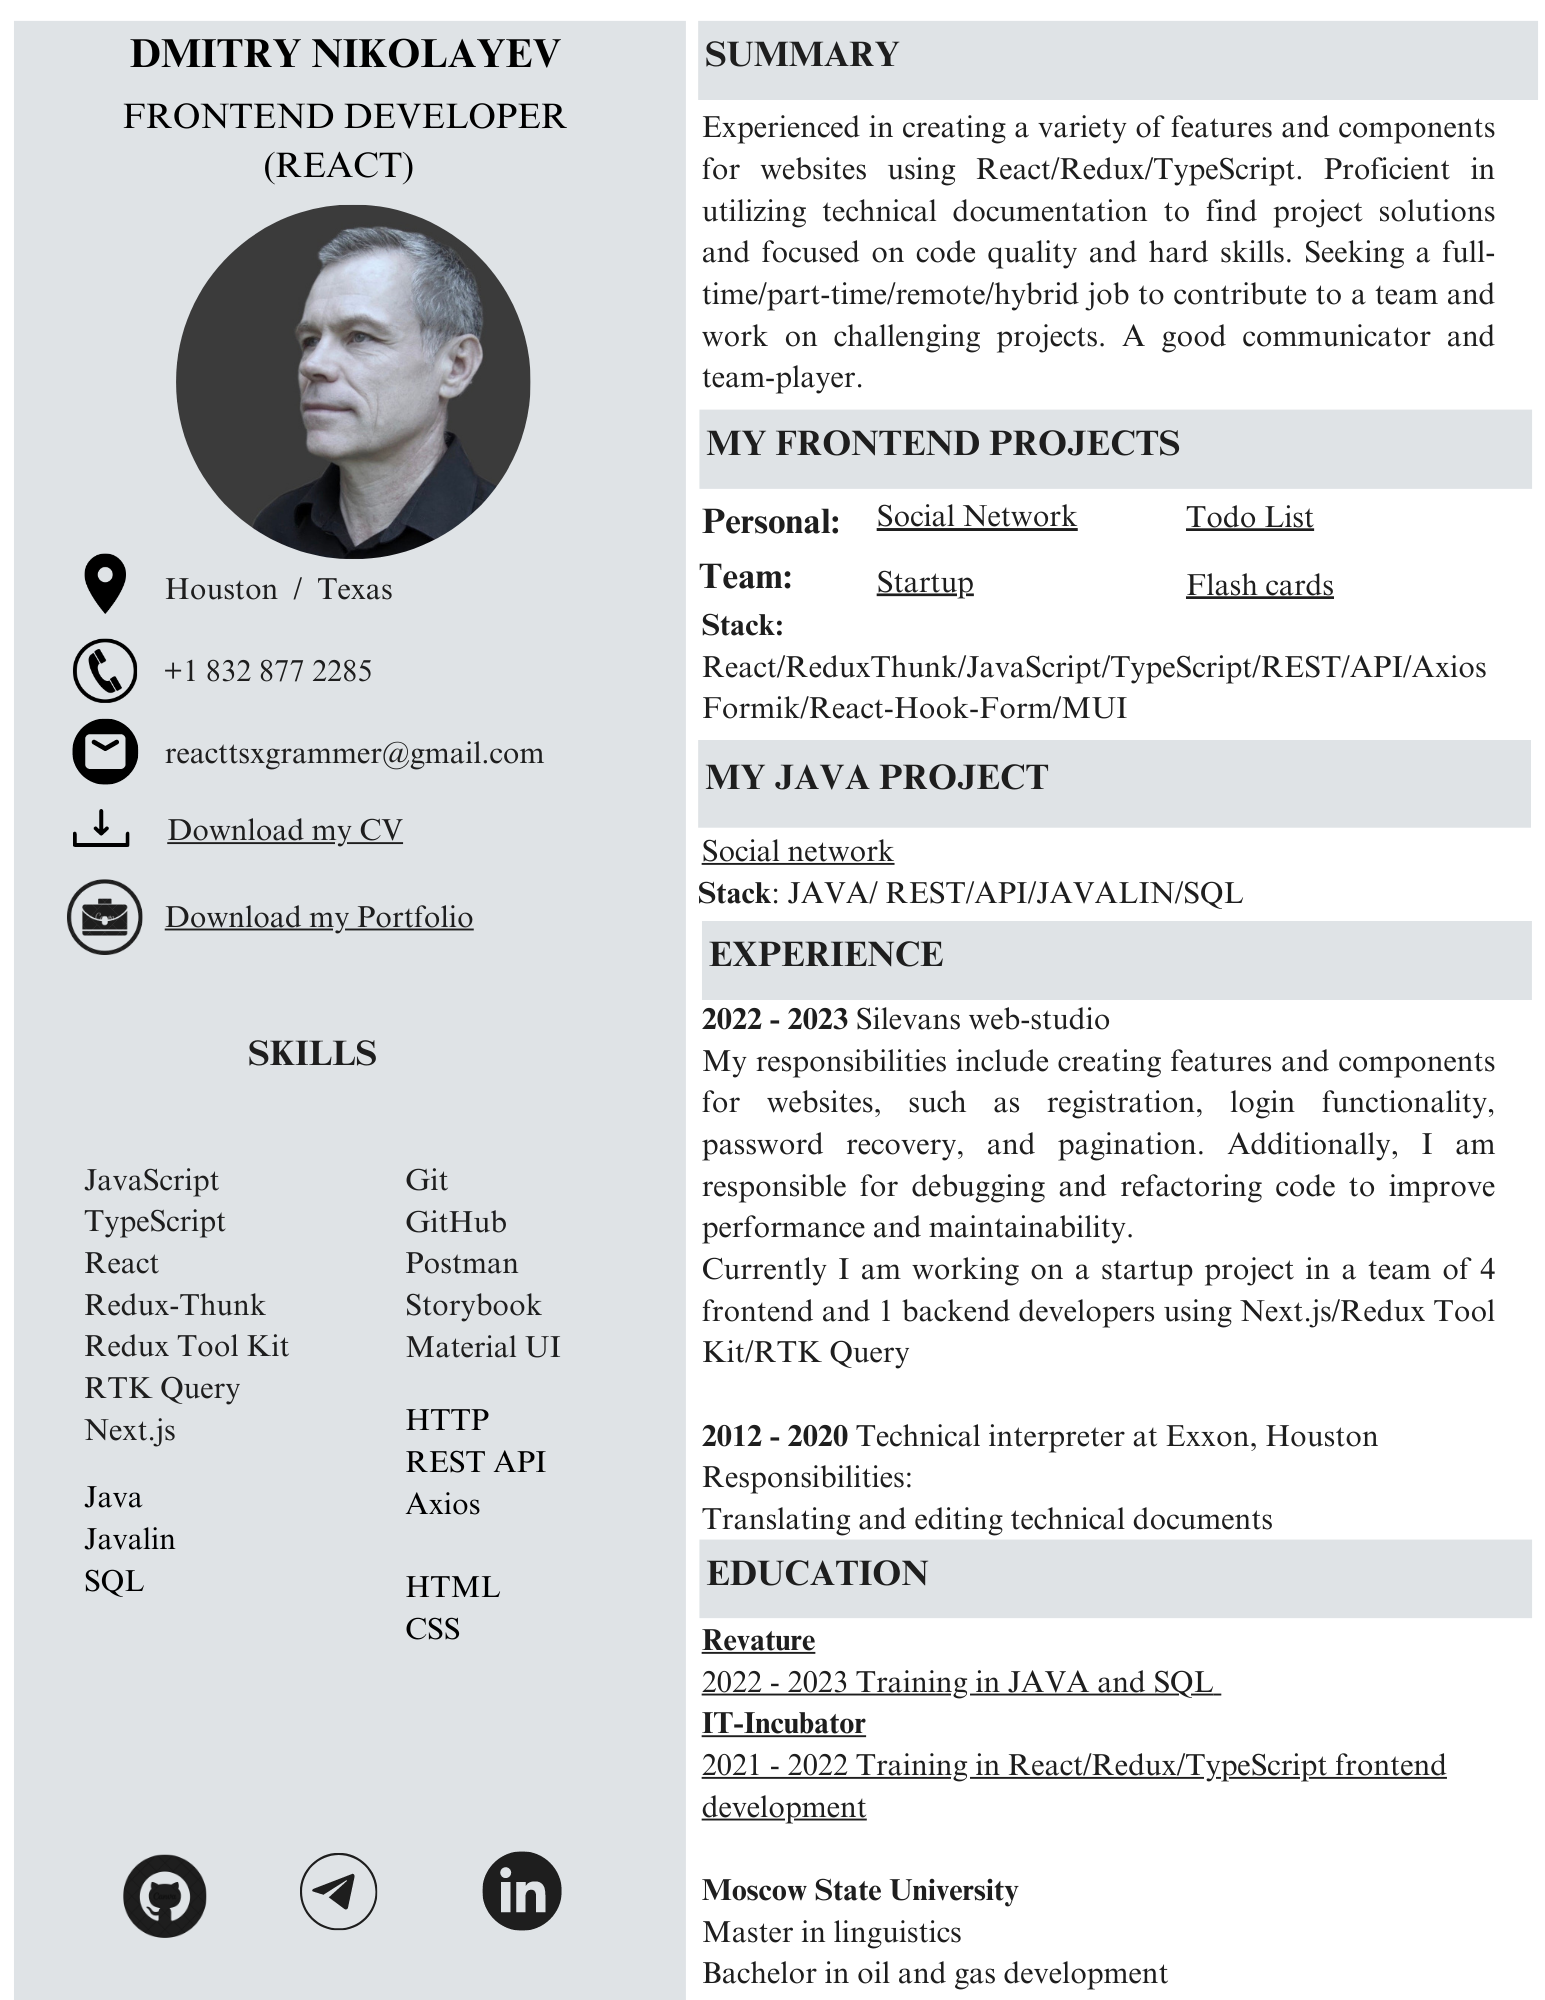 DMITRY NIKOLAYEV
FRONTEND DEVELOPER
(REACT)
Houston / Texas
+1 832 877 2285
reacttsxgrammer@gmail.com
Download my CV
Download my Portfolio
SKILLS
JavaScript
TypeScript
React
Redux-Thunk
Redux Tool Kit
RTK Query
Next.js
Java
Javalin
SQL
Git
GitHub
Postman
Storybook
Material UI
HTTP
REST API
Axios
HTML
CSS
in
SUMMARY
Experienced in creating a variety of features and components
for websites using React/Redux/TypeScript. Proficient in
utilizing technical documentation to find project solutions
and focused on code quality and hard skills. Seeking a full-
time/part-time/remote/hybrid job to contribute to a team and
work on challenging projects. A good communicator and
team-player.
MY FRONTEND PROJECTS
Personal: Social Network Todo List
Team: Startup Flash cards
Stack:
React/ReduxThunk/JavaScript/TypeScript/REST/API/Axios
Formik/React-Hook-Form/MUI
MY JAVA PROJECT
Social network
Stack: JAVA/ REST/API/JAVALIN/SQL
EXPERIENCE
2022 - 2023 Silevans web-studio
My responsibilities include creating features and components
for websites, such as registration, login functionality,
password recovery, and pagination. Additionally, I am
responsible for debugging and refactoring code to improve
performance and maintainability.
Currently I am working on a startup project in a team of 4
frontend and 1 backend developers using Next.js/Redux Tool
Kit/RTK Query
2012 - 2020 Technical interpreter at Exxon, Houston
Responsibilities:
Translating and editing technical documents
EDUCATION
Revature
2022 - 2023 Training in JAVA and SQL
IT-Incubator
2021 - 2022 Training in React/Redux/TypeScript frontend
development
Moscow State University
Master in linguistics
Bachelor in oil and gas development